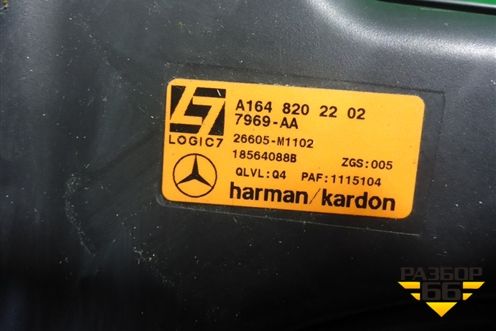 LOGIC7
A164 820 22 02
7969-AA
26605-M1102
18564088B ZGS:005
QLVL:Q4 PAF:1115104
harman/kardon
РАЗБОР
66